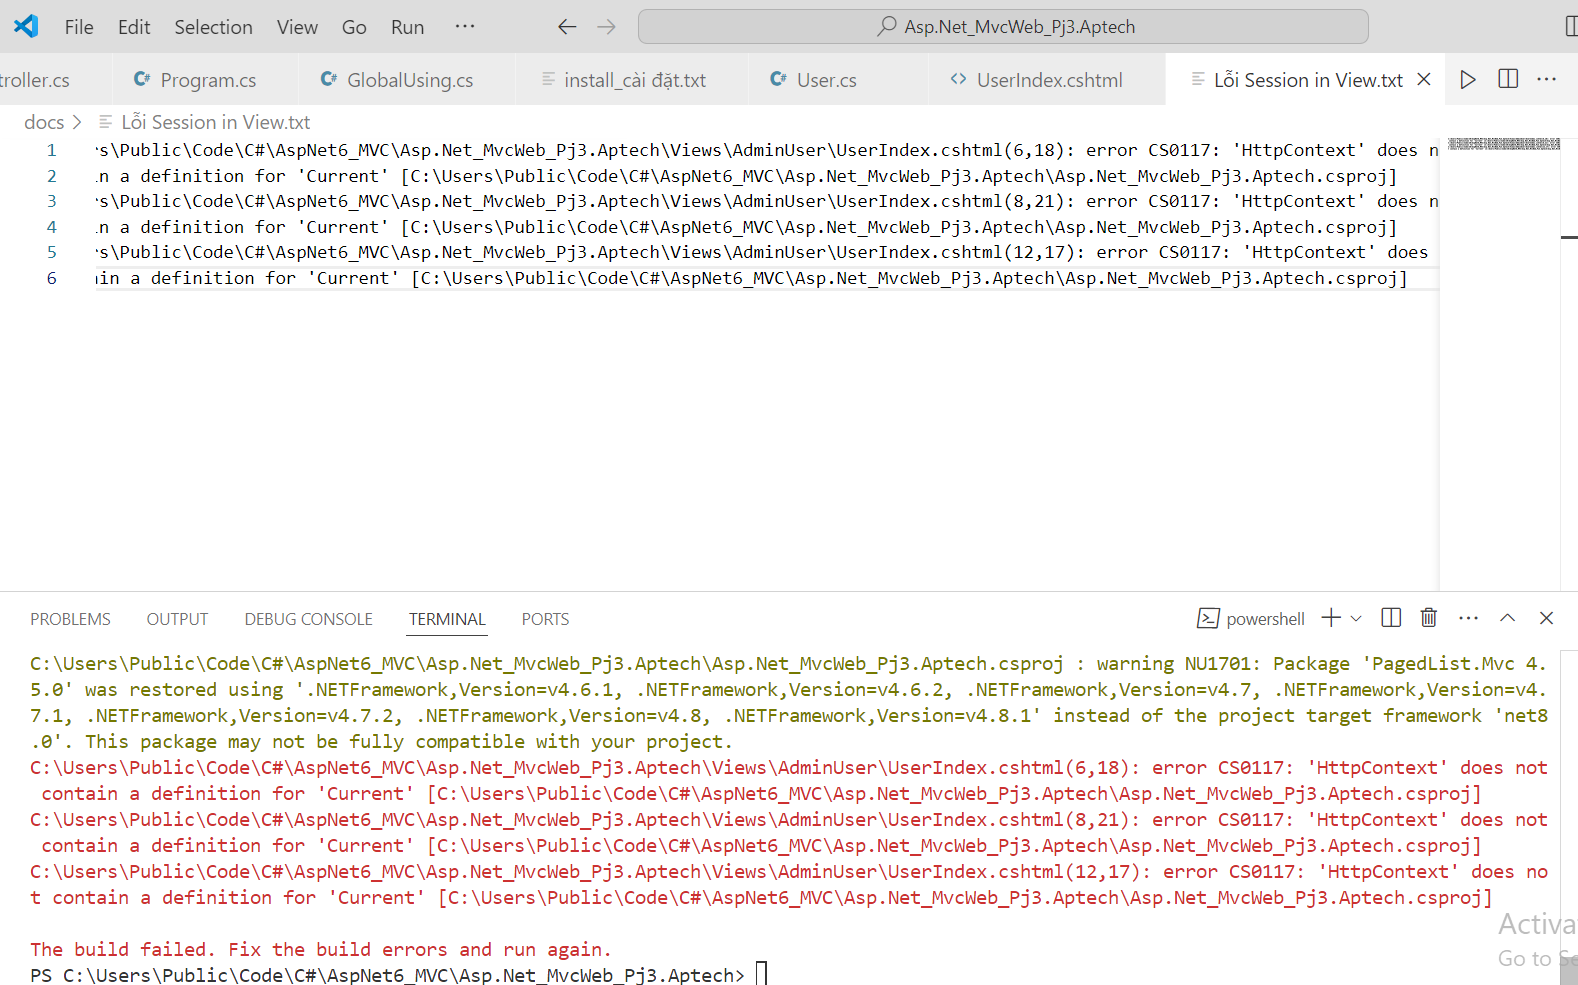 File Edit Selection View Go Run ··· Asp.Net_MvcWeb_Pj3.Aptech
troller.cs Program.cs GlobalUsing.cs install_cài đặt.txt User.cs UserIndex.cshtml Lỗi Session in View.txt
docs > Lỗi Session in View.txt
1 s\Public\Code\C#\AspNet6_MVC\Asp.Net_MvcWeb_Pj3.Aptech\Views\AdminUser\UserIndex.cshtml(6,18): error CS0117: 'HttpContext' does n
2 in a definition for 'Current' [C:\Users\Public\Code\C#\AspNet6_MVC\Asp.Net_MvcWeb_Pj3.Aptech\Asp.Net_MvcWeb_Pj3.Aptech.csproj]
3 s\Public\Code\C#\AspNet6_MVC\Asp.Net_MvcWeb_Pj3.Aptech\Views\AdminUser\UserIndex.cshtml(8,21): error CS0117: 'HttpContext' does n
4 in a definition for 'Current' [C:\Users\Public\Code\C#\AspNet6_MVC\Asp.Net_MvcWeb_Pj3.Aptech\Asp.Net_MvcWeb_Pj3.Aptech.csproj]
5 s\Public\Code\C#\AspNet6_MVC\Asp.Net_MvcWeb_Pj3.Aptech\Views\AdminUser\UserIndex.cshtml(12,17): error CS0117: 'HttpContext' does
6 in a definition for 'Current' [C:\Users\Public\Code\C#\AspNet6_MVC\Asp.Net_MvcWeb_Pj3.Aptech\Asp.Net_MvcWeb_Pj3.Aptech.csproj]
PROBLEMS OUTPUT DEBUG CONSOLE TERMINAL PORTS powershell
C:\Users\Public\Code\C#\AspNet6_MVC\Asp.Net_MvcWeb_Pj3.Aptech\Asp.Net_MvcWeb_Pj3.Aptech.csproj : warning NU1701: Package 'PagedList.Mvc 4.
5.0' was restored using '.NETFramework,Version=v4.6.1, .NETFramework,Version=v4.6.2, .NETFramework,Version=v4.7, .NETFramework,Version=v4.
7.1, .NETFramework,Version=v4.7.2, .NETFramework,Version=v4.8, .NETFramework,Version=v4.8.1' instead of the project target framework 'net8
.0'. This package may not be fully compatible with your project.
C:\Users\Public\Code\C#\AspNet6_MVC\Asp.Net_MvcWeb_Pj3.Aptech\Views\AdminUser\UserIndex.cshtml(6,18): error CS0117: 'HttpContext' does not
contain a definition for 'Current' [C:\Users\Public\Code\C#\AspNet6_MVC\Asp.Net_MvcWeb_Pj3.Aptech\Asp.Net_MvcWeb_Pj3.Aptech.csproj]
C:\Users\Public\Code\C#\AspNet6_MVC\Asp.Net_MvcWeb_Pj3.Aptech\Views\AdminUser\UserIndex.cshtml(8,21): error CS0117: 'HttpContext' does not
contain a definition for 'Current' [C:\Users\Public\Code\C#\AspNet6_MVC\Asp.Net_MvcWeb_Pj3.Aptech\Asp.Net_MvcWeb_Pj3.Aptech.csproj]
C:\Users\Public\Code\C#\AspNet6_MVC\Asp.Net_MvcWeb_Pj3.Aptech\Views\AdminUser\UserIndex.cshtml(12,17): error CS0117: 'HttpContext' does no
t contain a definition for 'Current' [C:\Users\Public\Code\C#\AspNet6_MVC\Asp.Net_MvcWeb_Pj3.Aptech\Asp.Net_MvcWeb_Pj3.Aptech.csproj]
The build failed. Fix the build errors and run again.
PS C:\Users\Public\Code\C#\AspNet6_MVC\Asp.Net_MvcWeb_Pj3.Aptech>
Activa
Go to Se